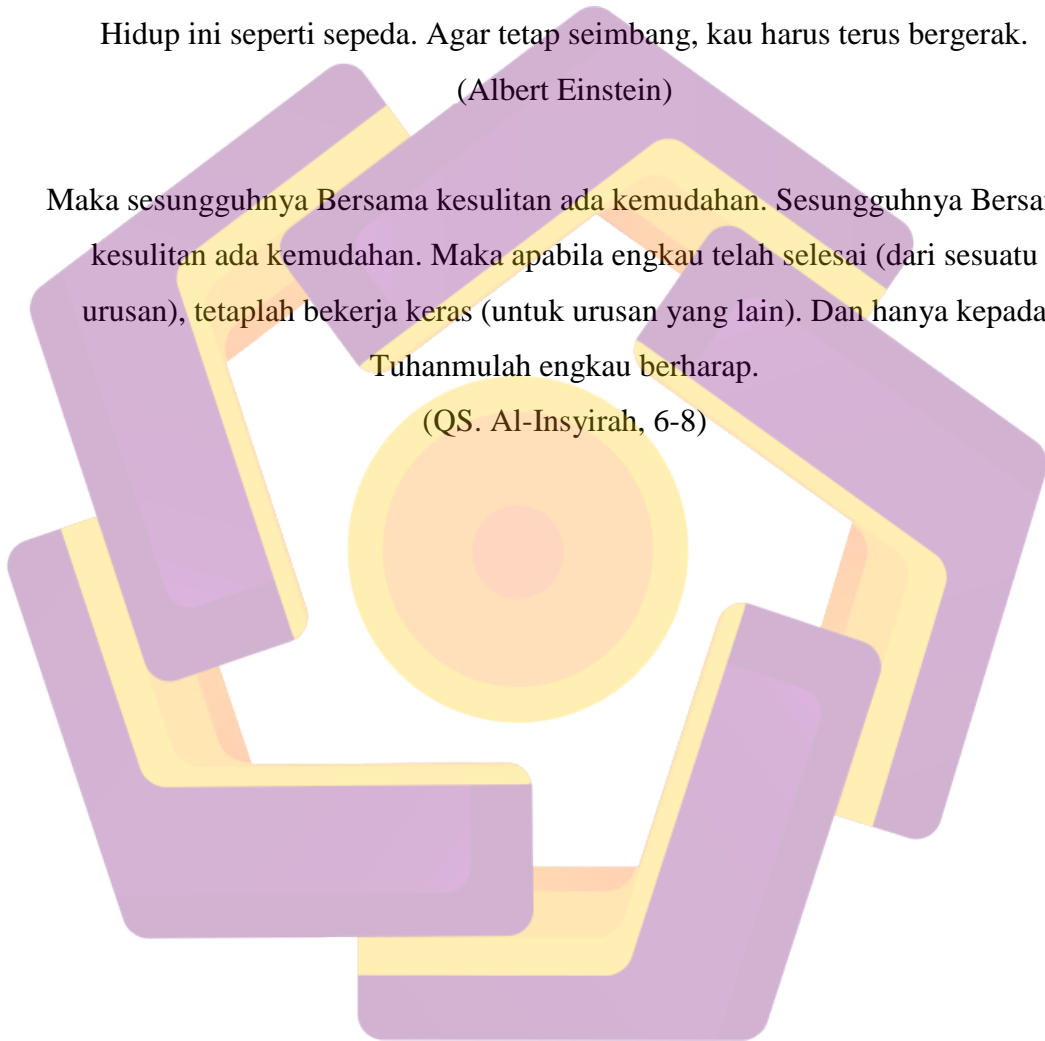 Hidup ini seperti sepeda. Agar tetap seimbang, kau harus terus bergerak.
(Albert Einstein)
Maka sesungguhnya Bersama kesulitan ada kemudahan. Sesungguhnya
kesulitan ada kemudahan. Maka apabila engkau telah selesai (dari sesuatu
urusan), tetaplah bekerja keras (untuk urusan yang lain). Dan hanya kepada
Tuhanmulah engkau berharap.
(QS. Al-Insyirah, 6-8)